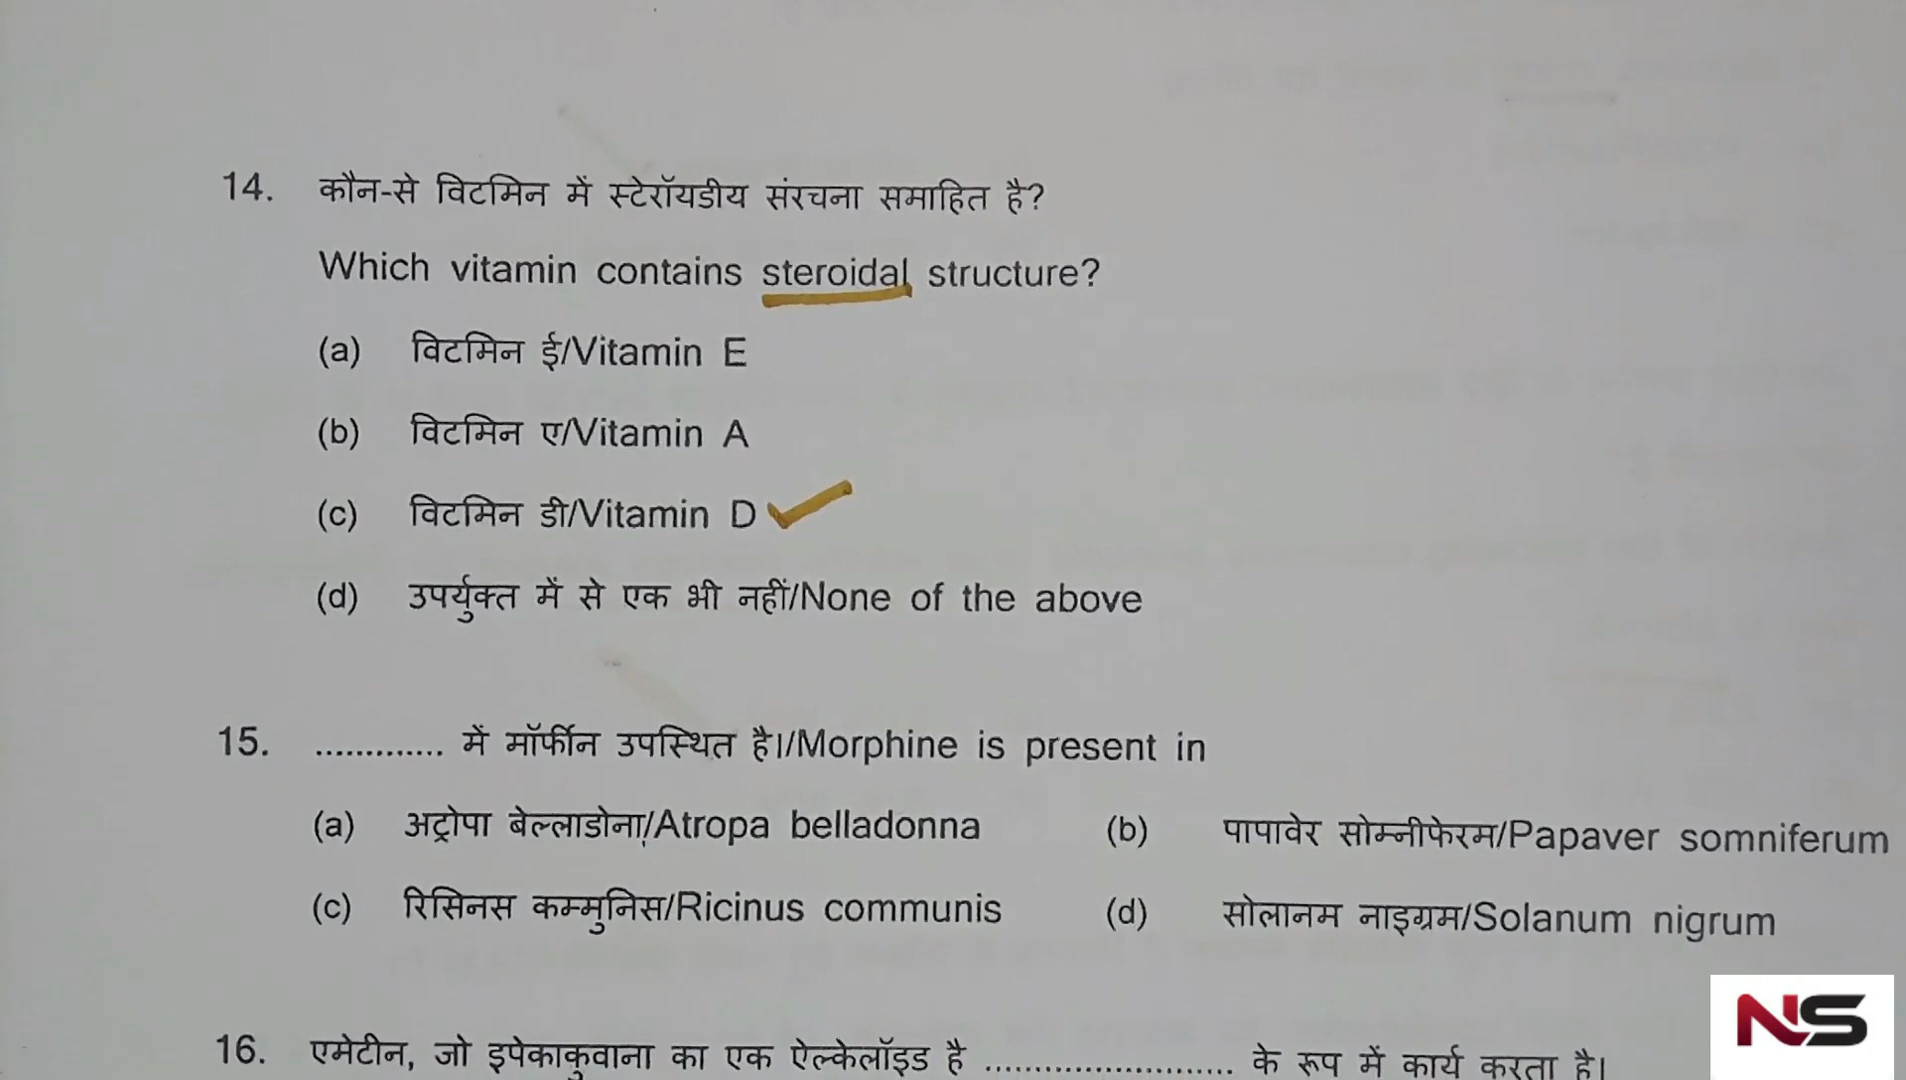 14. कौन-से विटमिन में स्टेरॉयडीय संरचना समाहित है?
Which vitamin contains steroidal structure?
(a) विटमिन ई/Vitamin E
(b) विटमिन ए/Vitamin A
(c) विटमिन डी/Vitamin D
(d) उपर्युक्त में से एक भी नहीं/None of the above
15. ............. में मॉर्फीन उपस्थित है।/Morphine is present in
(a) अट्रोपा बेल्लाडोना/Atropa belladonna (b) पापावेर सोम्नीफेरम/Papaver somniferum
(c) रिसिनस कम्मुनिस/Ricinus communis (d) सोलानम नाइग्रम/Solanum nigrum
16. एमेटीन, जो इपेकाकुवाना का एक ऐल्केलॉइड है ......................... के रूप में कार्य करता है।
NS